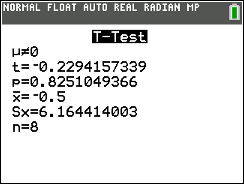 NORMAL FLOAT AUTO REAL RADIAN MP
T-Test
μ≠0
t=-0.2294157339
p=0.8251049366
x̄=-0.5
Sx=6.164414003
n=8